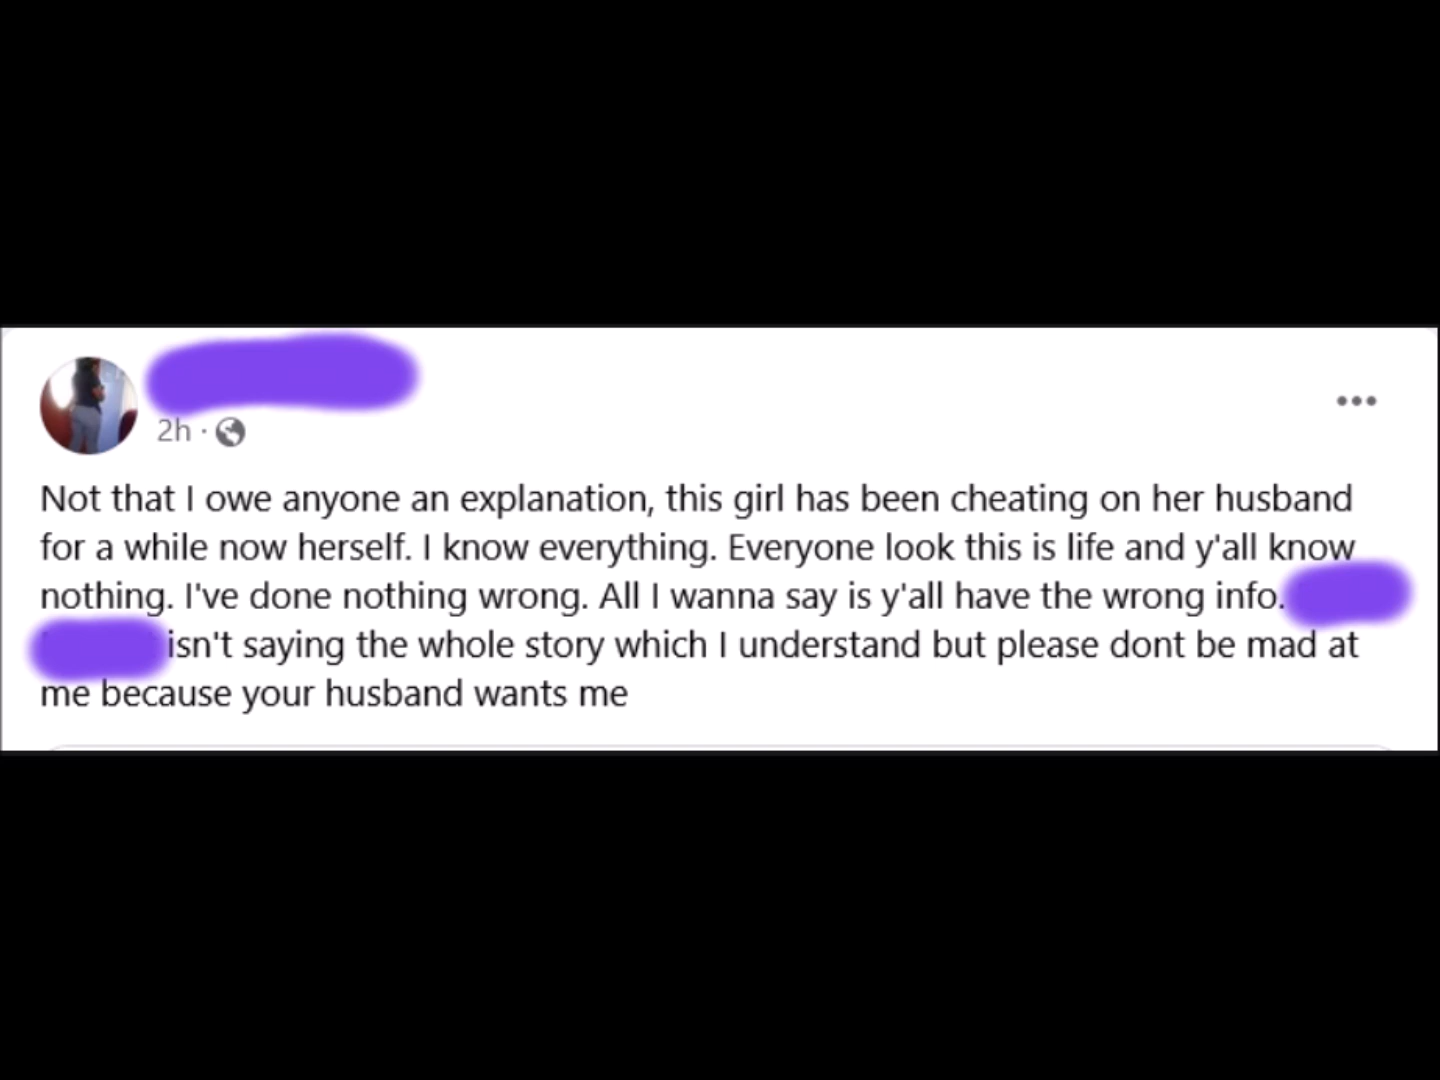 2h ·
Not that I owe anyone an explanation, this girl has been cheating on her husband
for a while now herself. I know everything. Everyone look this is life and y'all know
nothing. I've done nothing wrong. All I wanna say is y'all have the wrong info.
isn't saying the whole story which I understand but please dont be mad at
me because your husband wants me